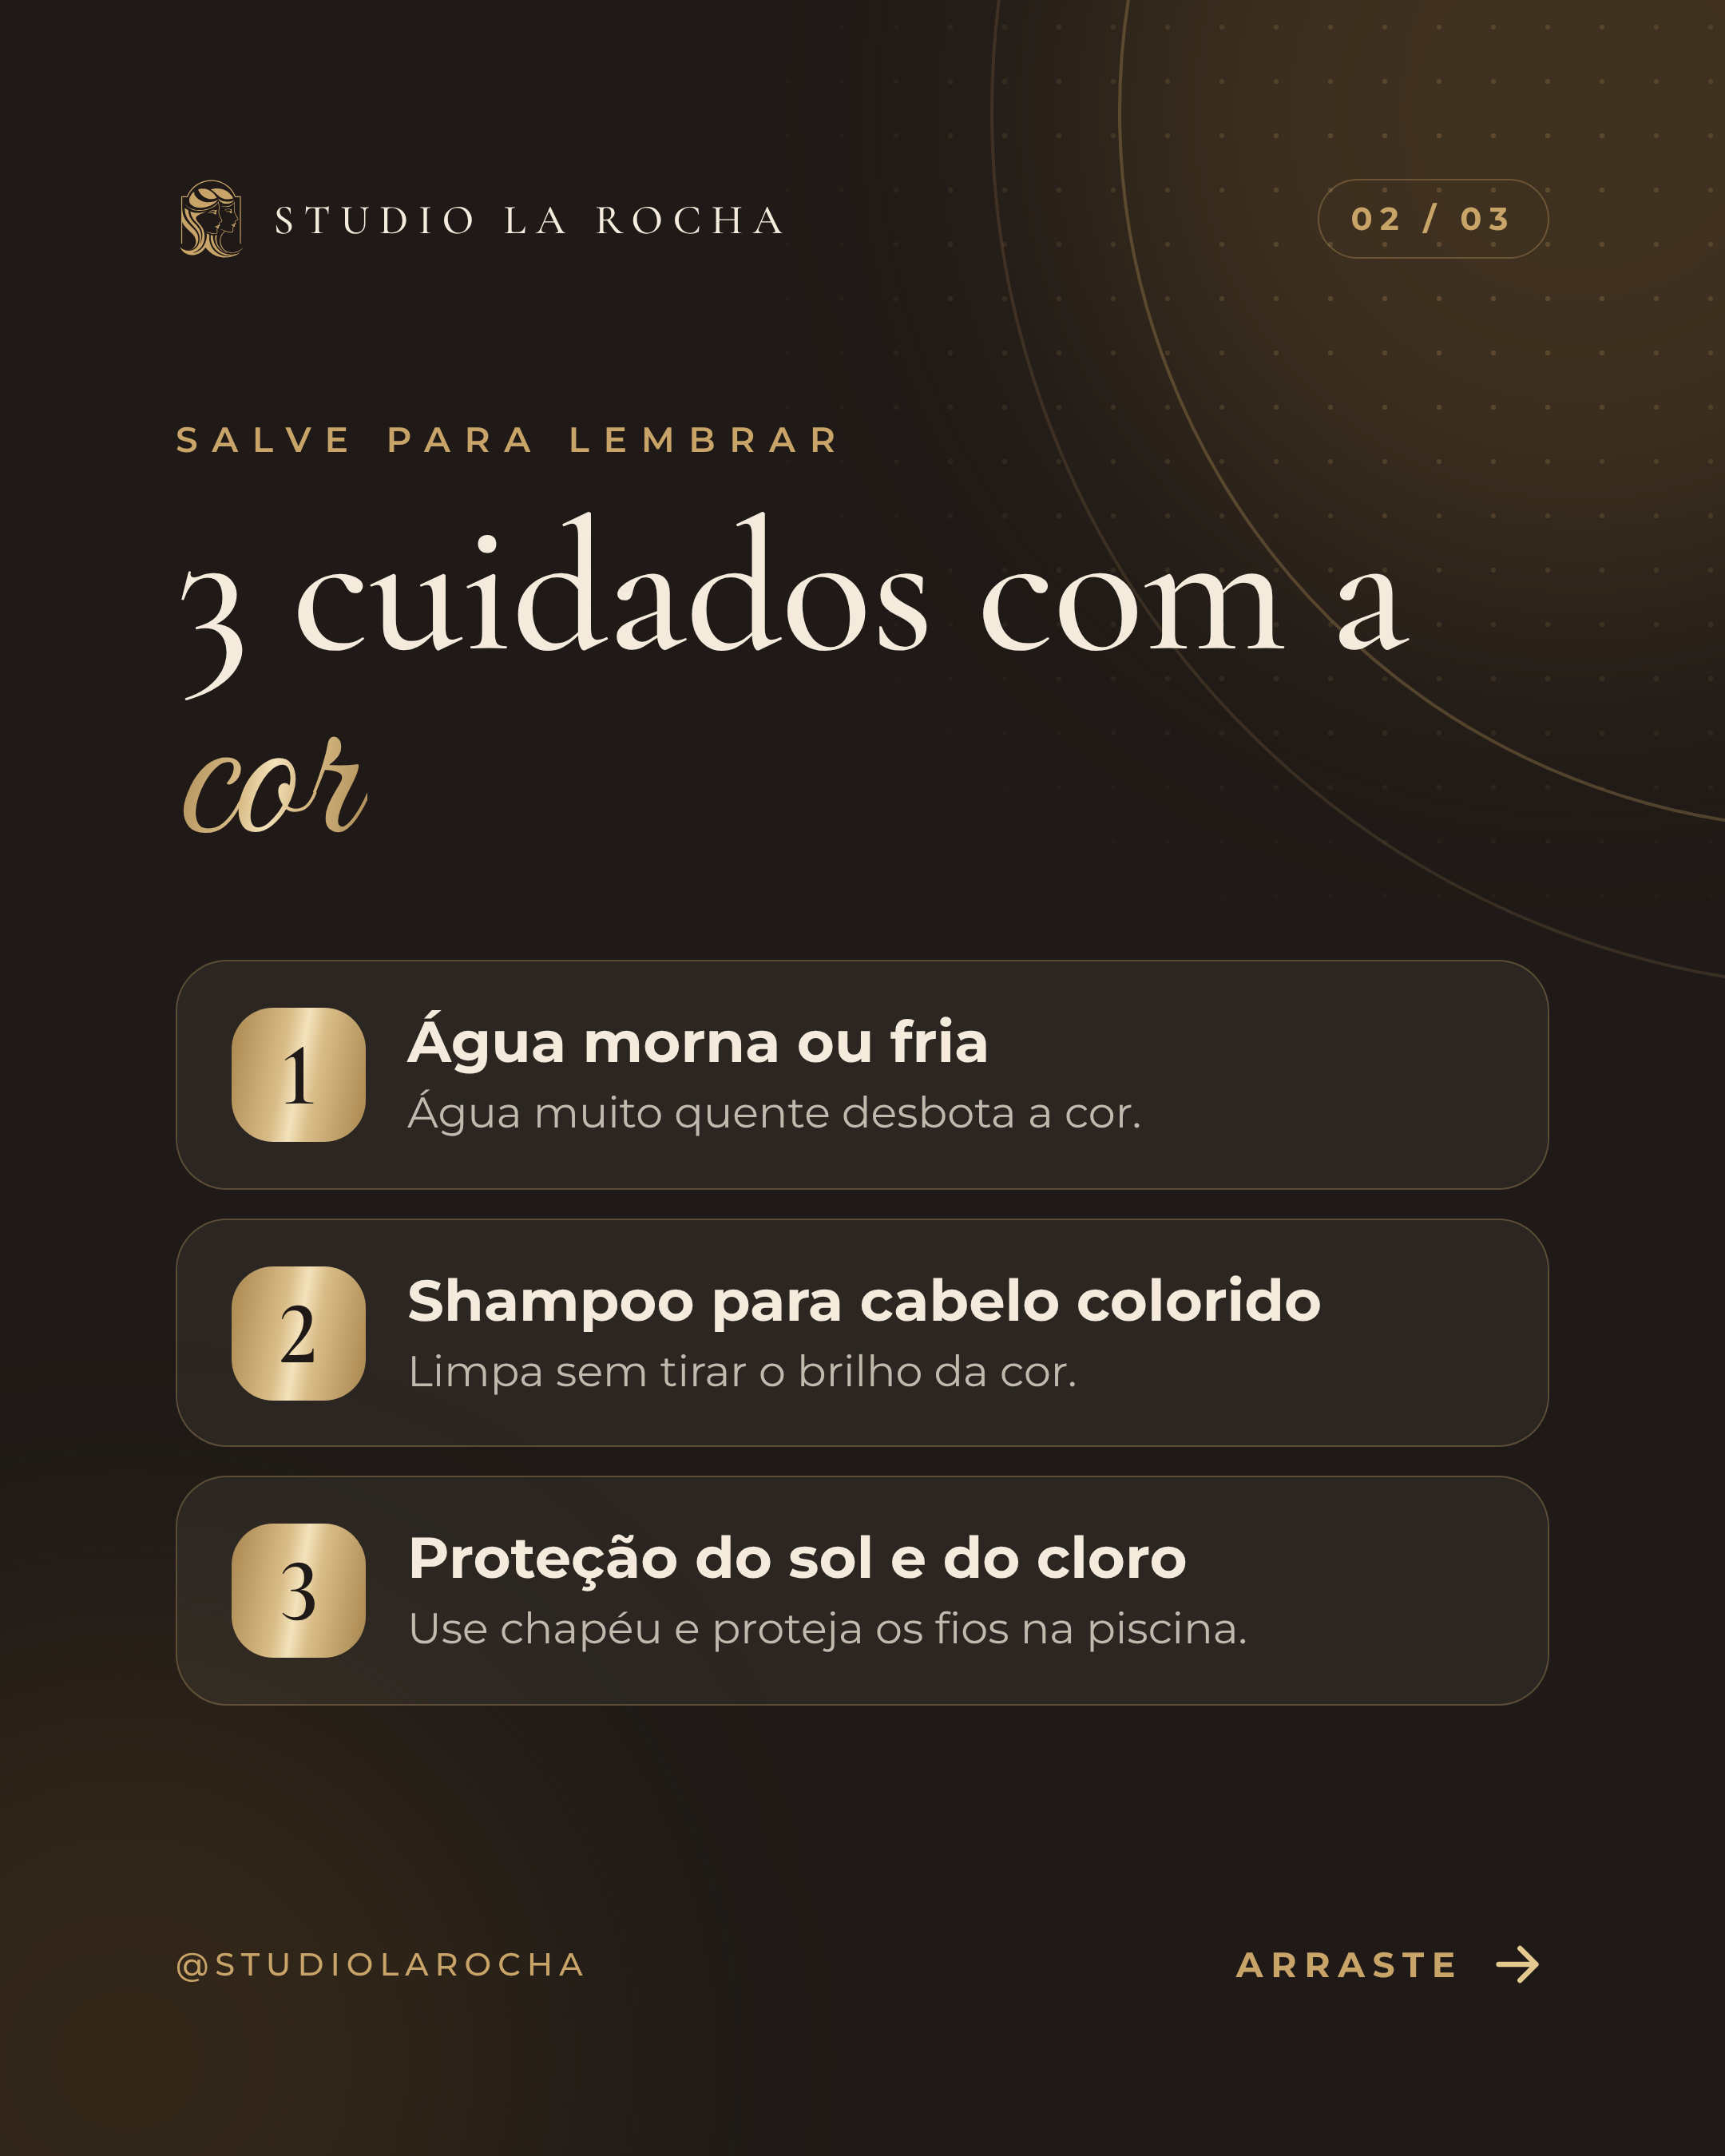 STUDIO LA ROCHA
02 / 03
SALVE PARA LEMBRAR
3 cuidados com a
cor
1
Água morna ou fria
Água muito quente desbota a cor.
2
Shampoo para cabelo colorido
Limpa sem tirar o brilho da cor.
3
Proteção do sol e do cloro
Use chapéu e proteja os fios na piscina.
@STUDIOLAROCHA
ARRASTE